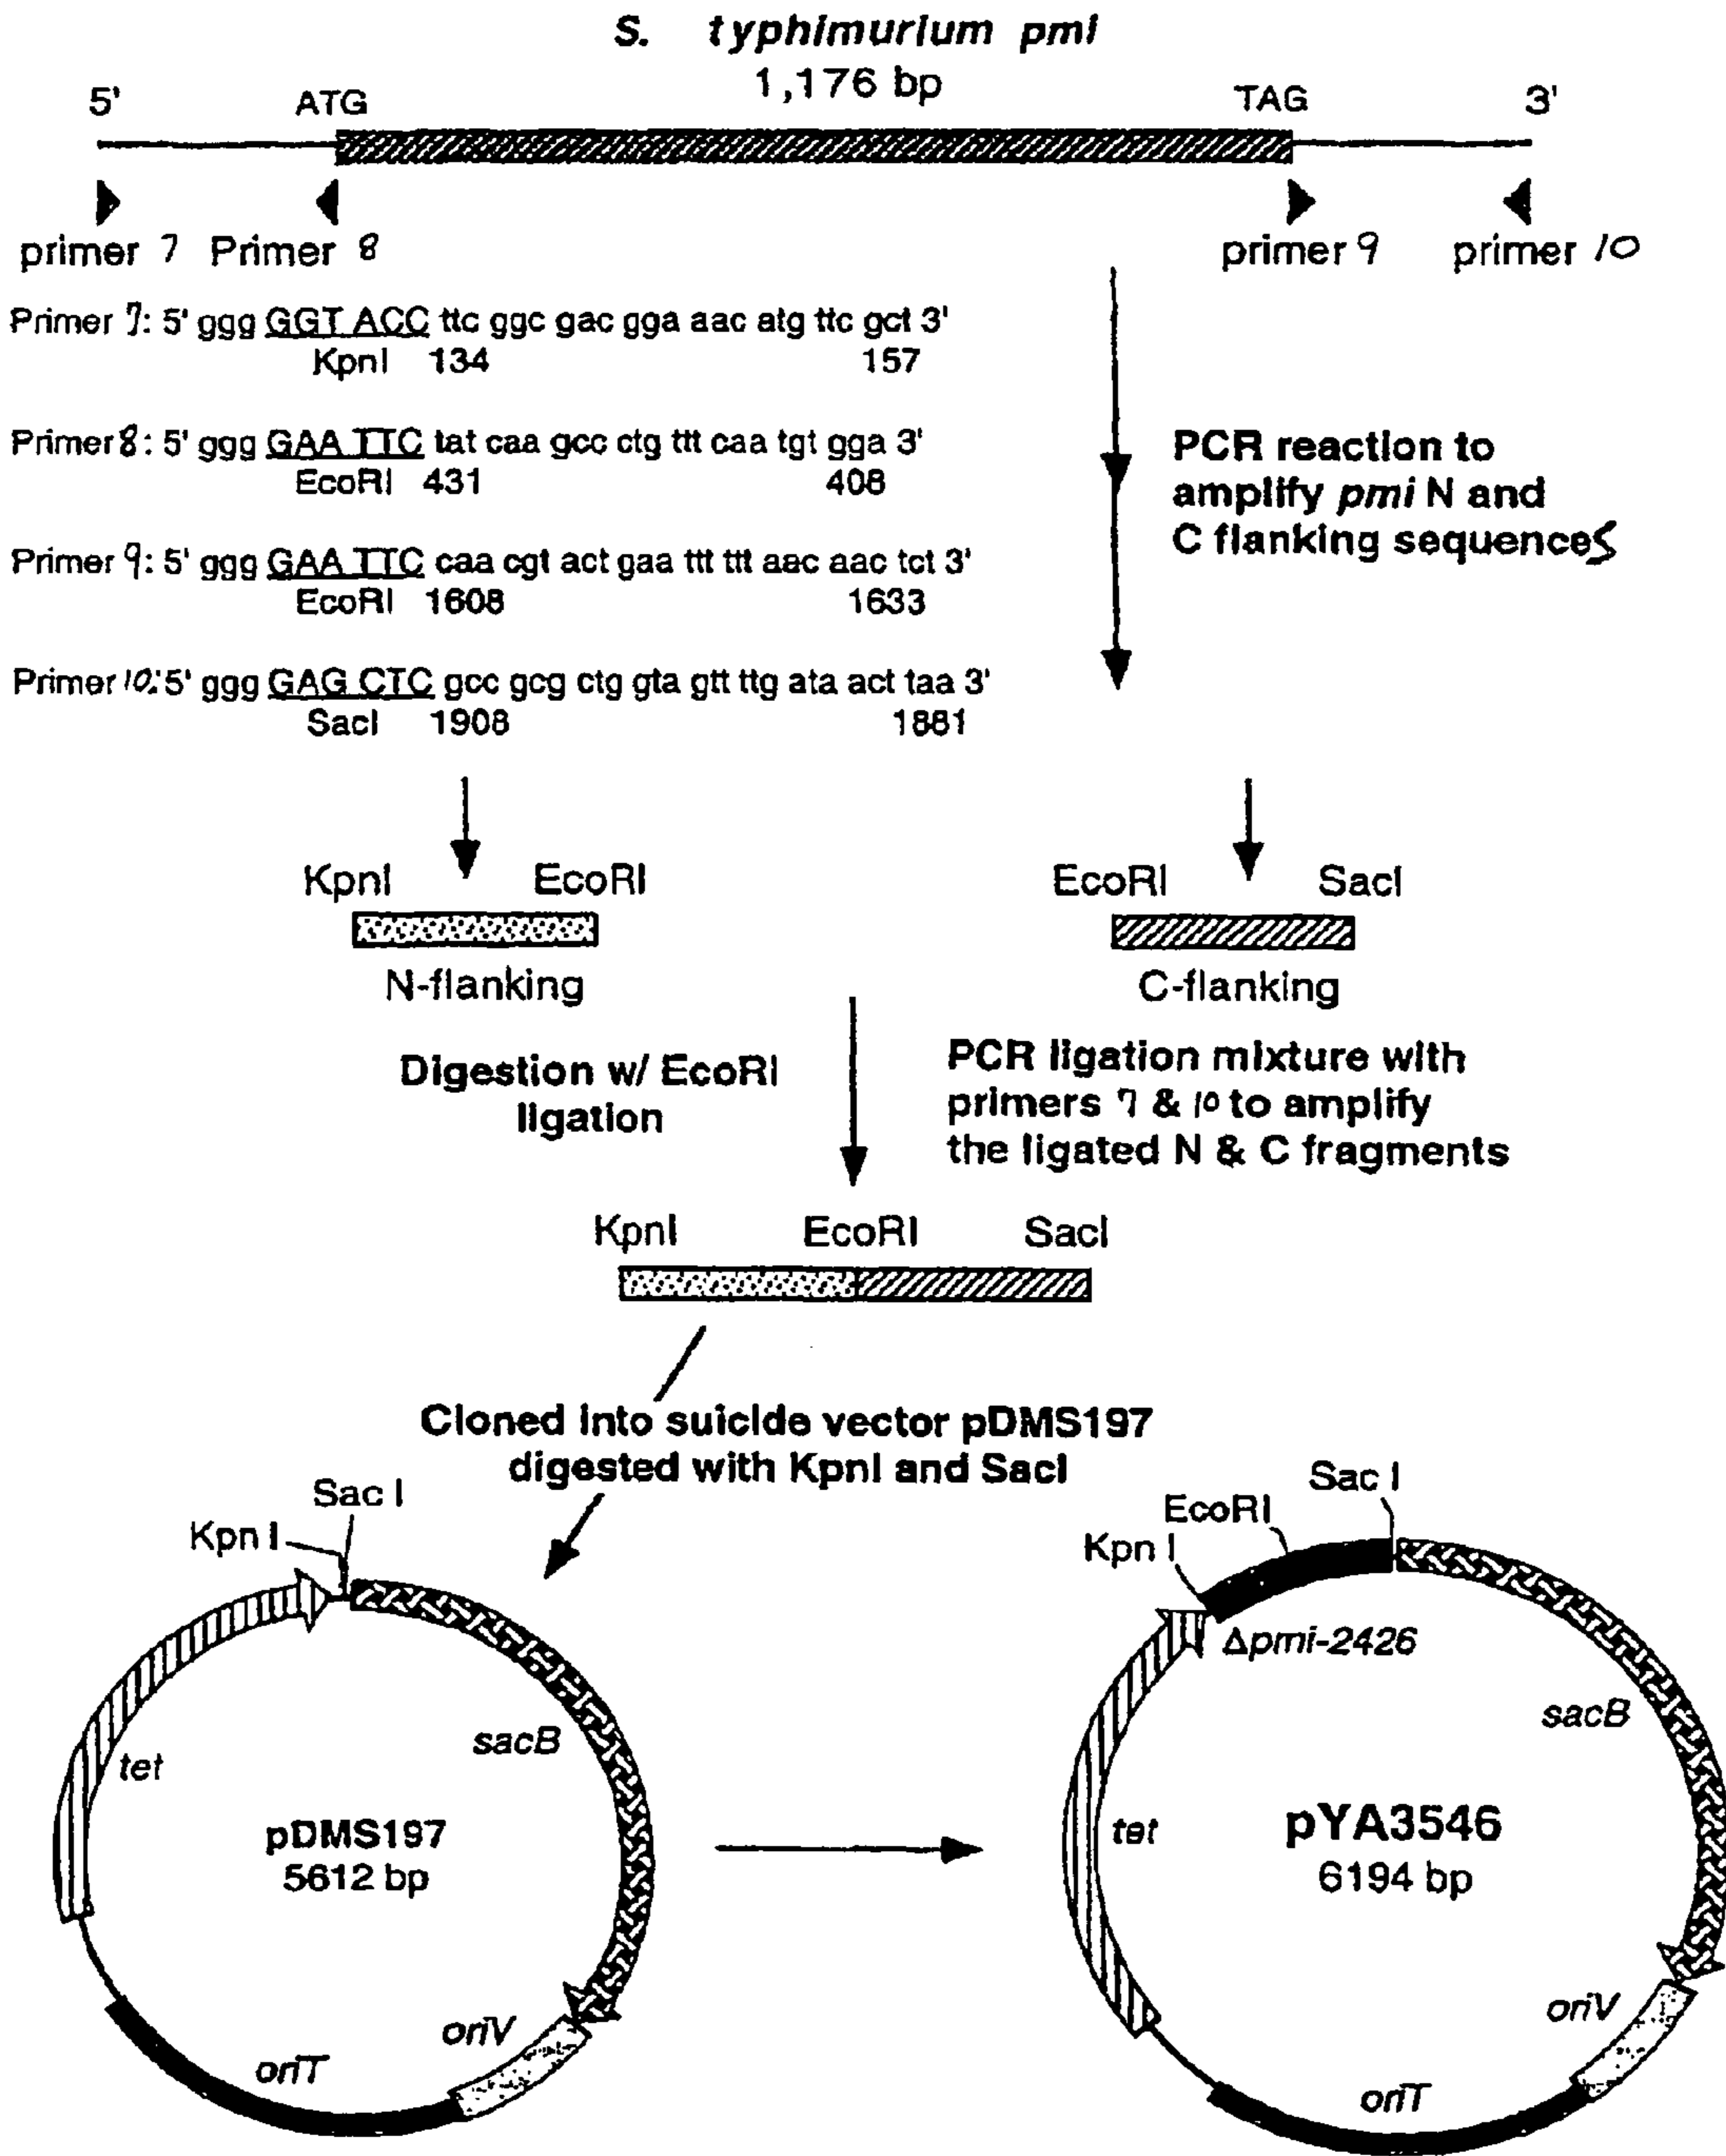 S. typhimurium pmi
1,176 bp
5' ATG TAG 3'
primer 7 Primer 8 primer 9 primer 10
Primer 7: 5' ggg GGT ACC ttc ggc gac gga aac atg ttc gct 3'
KpnI 134 157
Primer 8: 5' ggg GAA TTC tat caa gcc ctg ttt caa tgt gga 3'
EcoRI 431 408
Primer 9: 5' ggg GAA TTC caa cgt act gaa ttt ttt aac aac tct 3'
EcoRI 1608 1633
Primer 10: 5' ggg GAG CTC gcc gcg ctg gta gtt ttg ata act taa 3'
SacI 1908 1881
PCR reaction to
amplify pmi N and
C flanking sequences
KpnI EcoRI
N-flanking
EcoRI SacI
C-flanking
Digestion w/ EcoRI
ligation
PCR ligation mixture with
primers 7 & 10 to amplify
the ligated N & C fragments
KpnI EcoRI SacI
Cloned into suicide vector pDMS197
digested with KpnI and SacI
Kpn I
Sac I
tet
sacB
pDMS197
5612 bp
oriV
oriT
Kpn I
EcoRI
Sac I
Δpmi-2426
sacB
tet
pYA3546
6194 bp
oriV
oriT